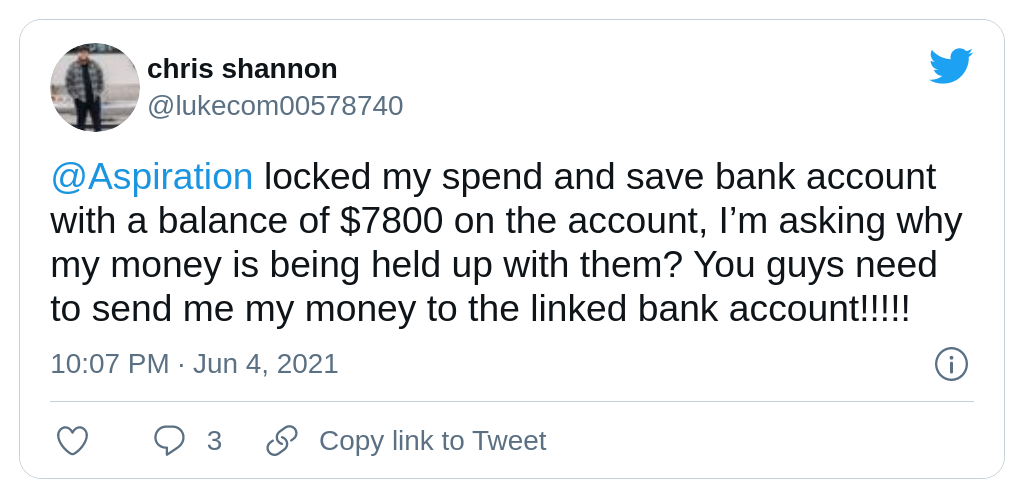 chris shannon
@lukecom00578740
@Aspiration locked my spend and save bank account
with a balance of $7800 on the account, I’m asking why
my money is being held up with them? You guys need
to send me my money to the linked bank account!!!!!
10:07 PM · Jun 4, 2021
3 Copy link to Tweet